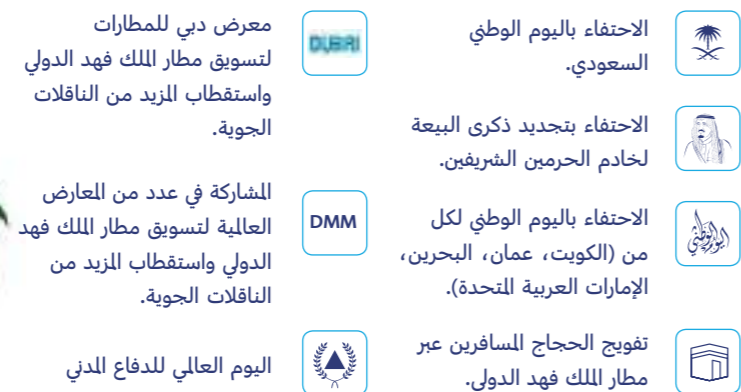 الاحتفاء باليوم الوطني
السعودي.
الاحتفاء بتجديد ذكرى البيعة
لخادم الحرمين الشريفين.
اليوم الوطني
الاحتفاء باليوم الوطني لكل
من (الكويت، عمان، البحرين،
الإمارات العربية المتحدة).
تفويج الحجاج المسافرين عبر
مطار الملك فهد الدولي.
DUBAI
معرض دبي للمطارات
لتسويق مطار الملك فهد الدولي
واستقطاب المزيد من الناقلات
الجوية.
DMM
المشاركة في عدد من المعارض
العالمية لتسويق مطار الملك فهد
الدولي واستقطاب المزيد من
الناقلات الجوية.
اليوم العالمي للدفاع المدني